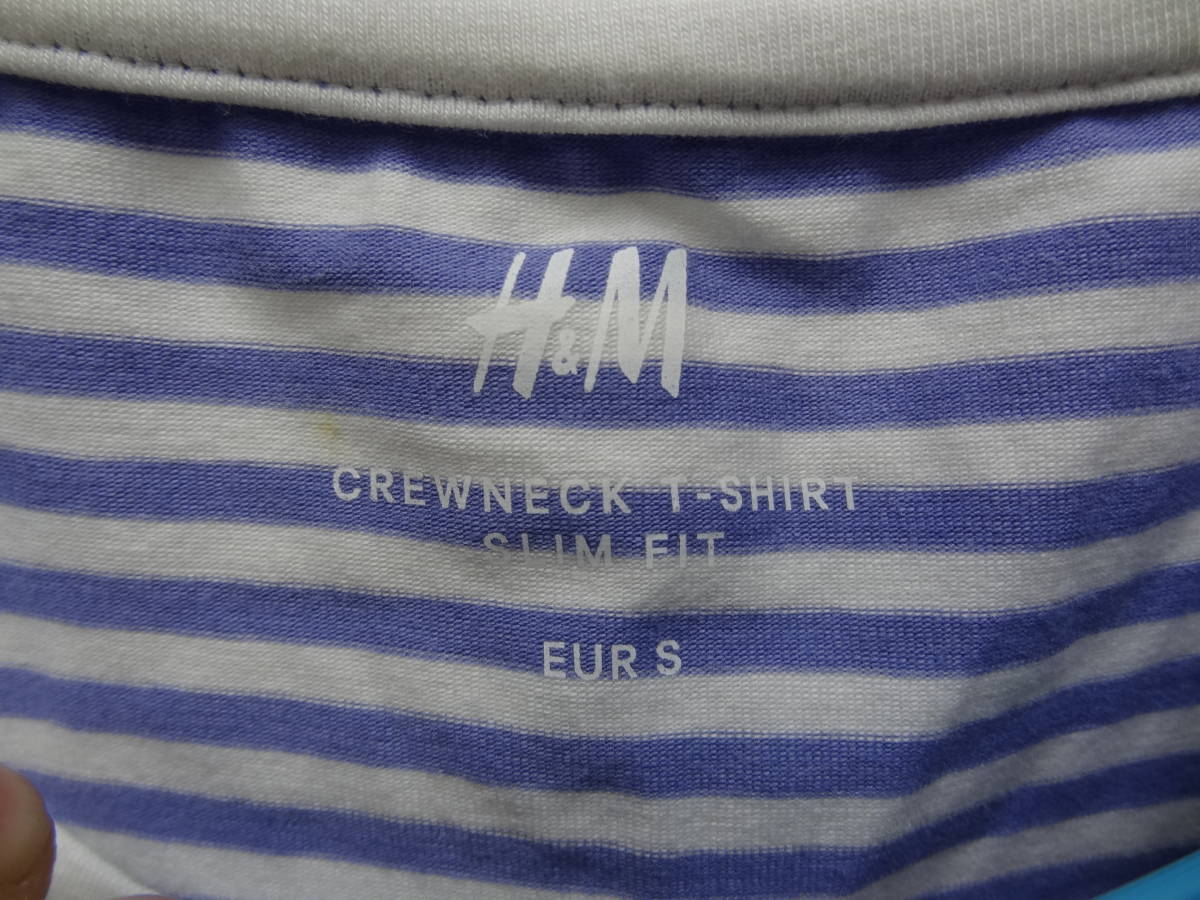 H&M
CREWNECK T-SHIRT
SLIM FIT
EUR S